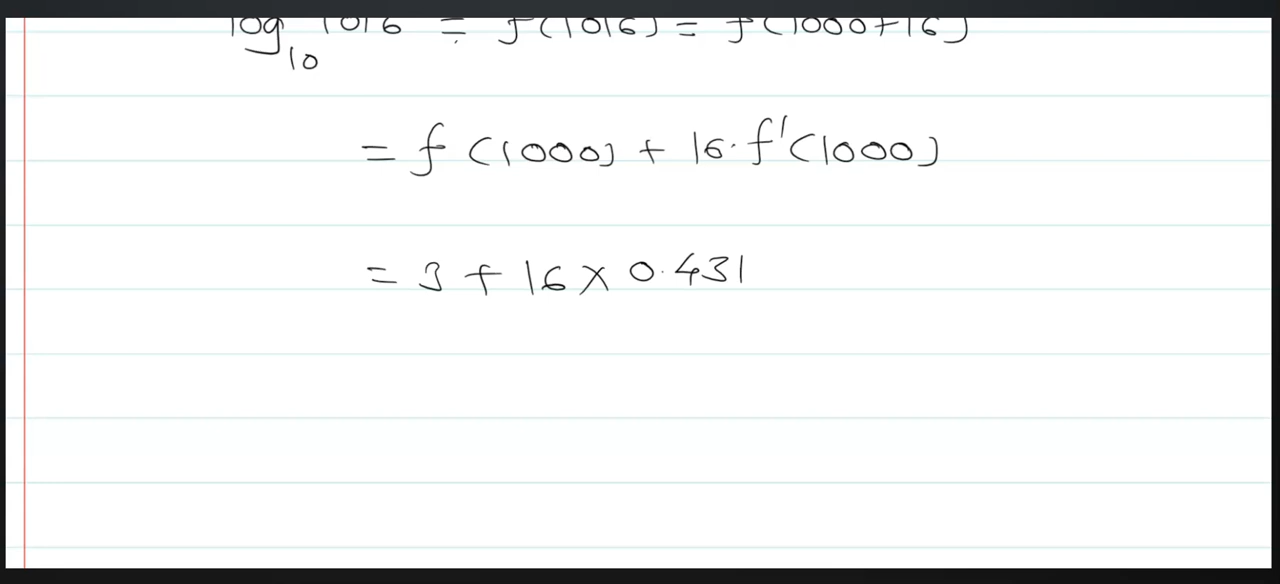 log₁₀ 1016 = f(1016) = f(1000+16)
= f(1000) + 16·f'(1000)
= 3 + 16 × 0.431